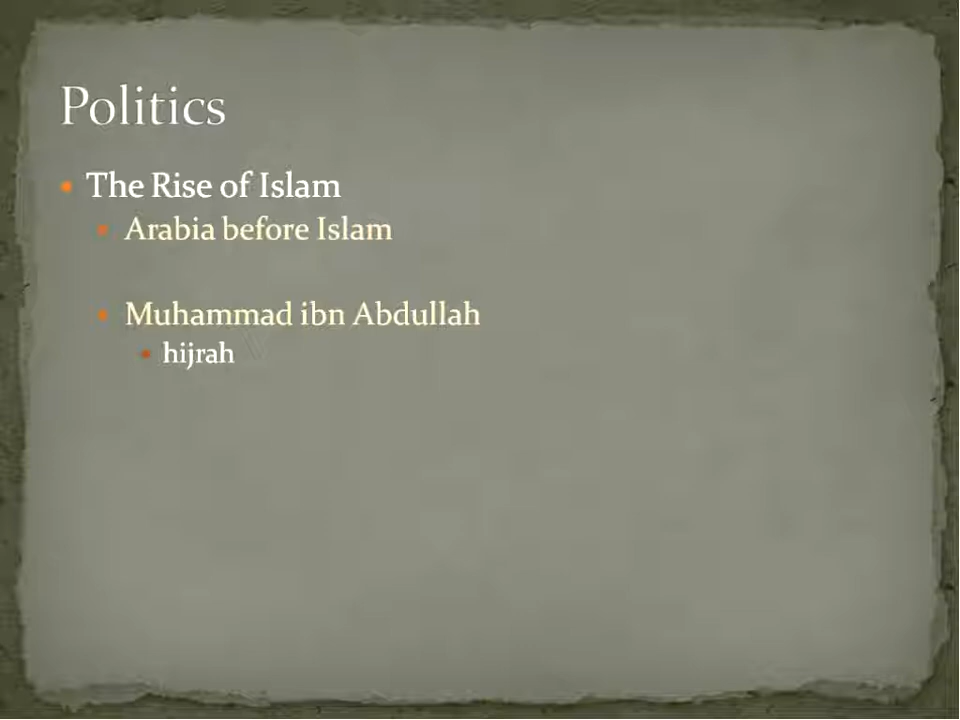 Politics
The Rise of Islam
Arabia before Islam
Muhammad ibn Abdullah
hijrah